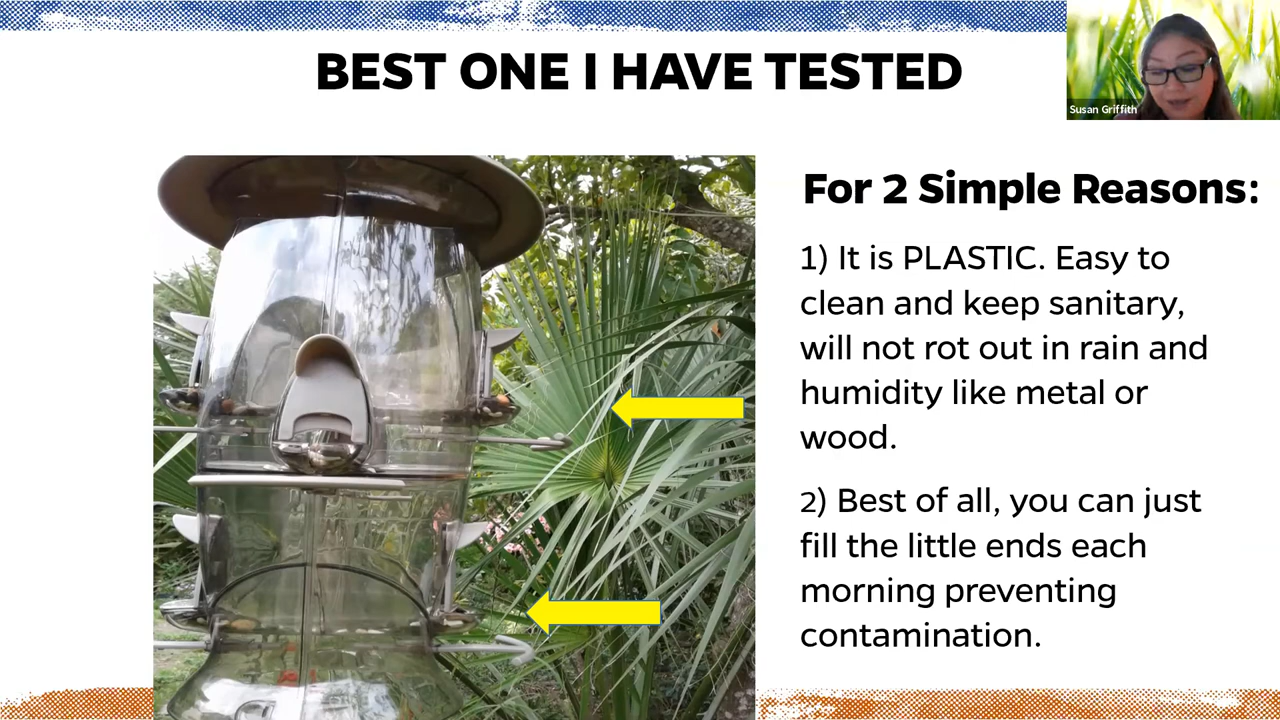 BEST ONE I HAVE TESTED
Susan Griffith
For 2 Simple Reasons:
1) It is PLASTIC. Easy to
clean and keep sanitary,
will not rot out in rain and
humidity like metal or
wood.
2) Best of all, you can just
fill the little ends each
morning preventing
contamination.